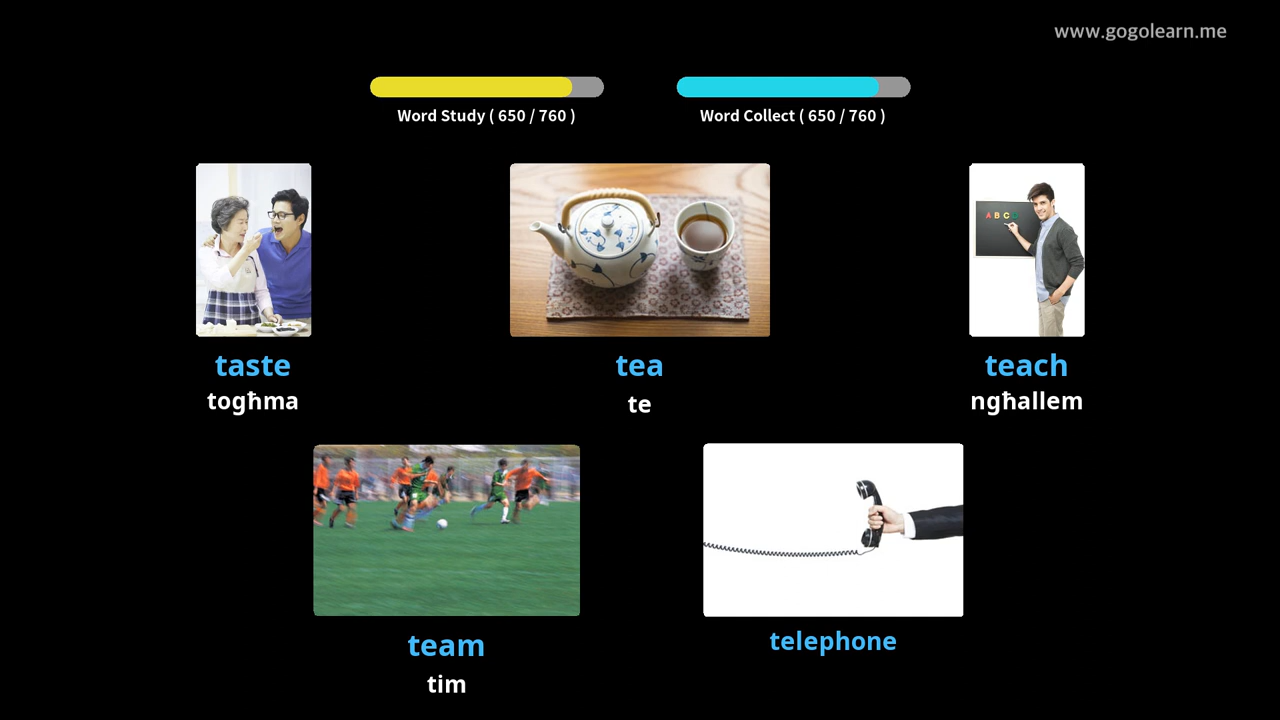 www.gogolearn.me
Word Study ( 650 / 760 )
Word Collect ( 650 / 760 )
taste
togħma
tea
te
teach
ngħallem
team
tim
telephone
A B C D